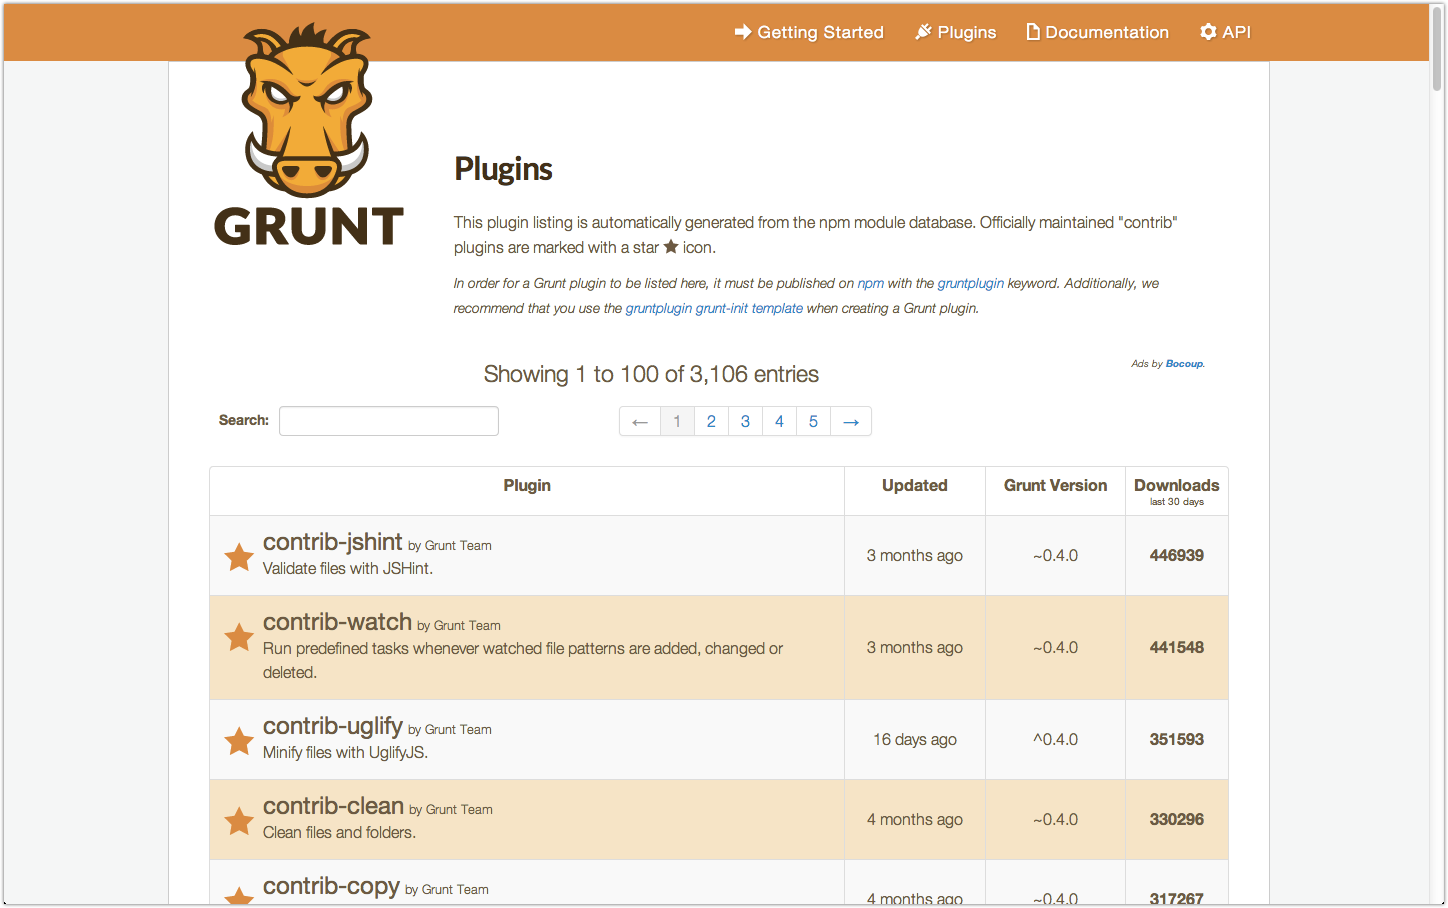 Getting Started Plugins Documentation API
GRUNT
Plugins
This plugin listing is automatically generated from the npm module database. Officially maintained "contrib"
plugins are marked with a star ★ icon.
In order for a Grunt plugin to be listed here, it must be published on npm with the gruntplugin keyword. Additionally, we
recommend that you use the gruntplugin grunt-init template when creating a Grunt plugin.
Showing 1 to 100 of 3,106 entries
Ads by Bocoup.
Search:
← 1 2 3 4 5 →
Plugin Updated Grunt Version Downloads
last 30 days
contrib-jshint by Grunt Team
Validate files with JSHint.
3 months ago ~0.4.0 446939
contrib-watch by Grunt Team
Run predefined tasks whenever watched file patterns are added, changed or
deleted.
3 months ago ~0.4.0 441548
contrib-uglify by Grunt Team
Minify files with UglifyJS.
16 days ago ^0.4.0 351593
contrib-clean by Grunt Team
Clean files and folders.
4 months ago ~0.4.0 330296
contrib-copy by Grunt Team
4 months ago ~0.4.0 317267